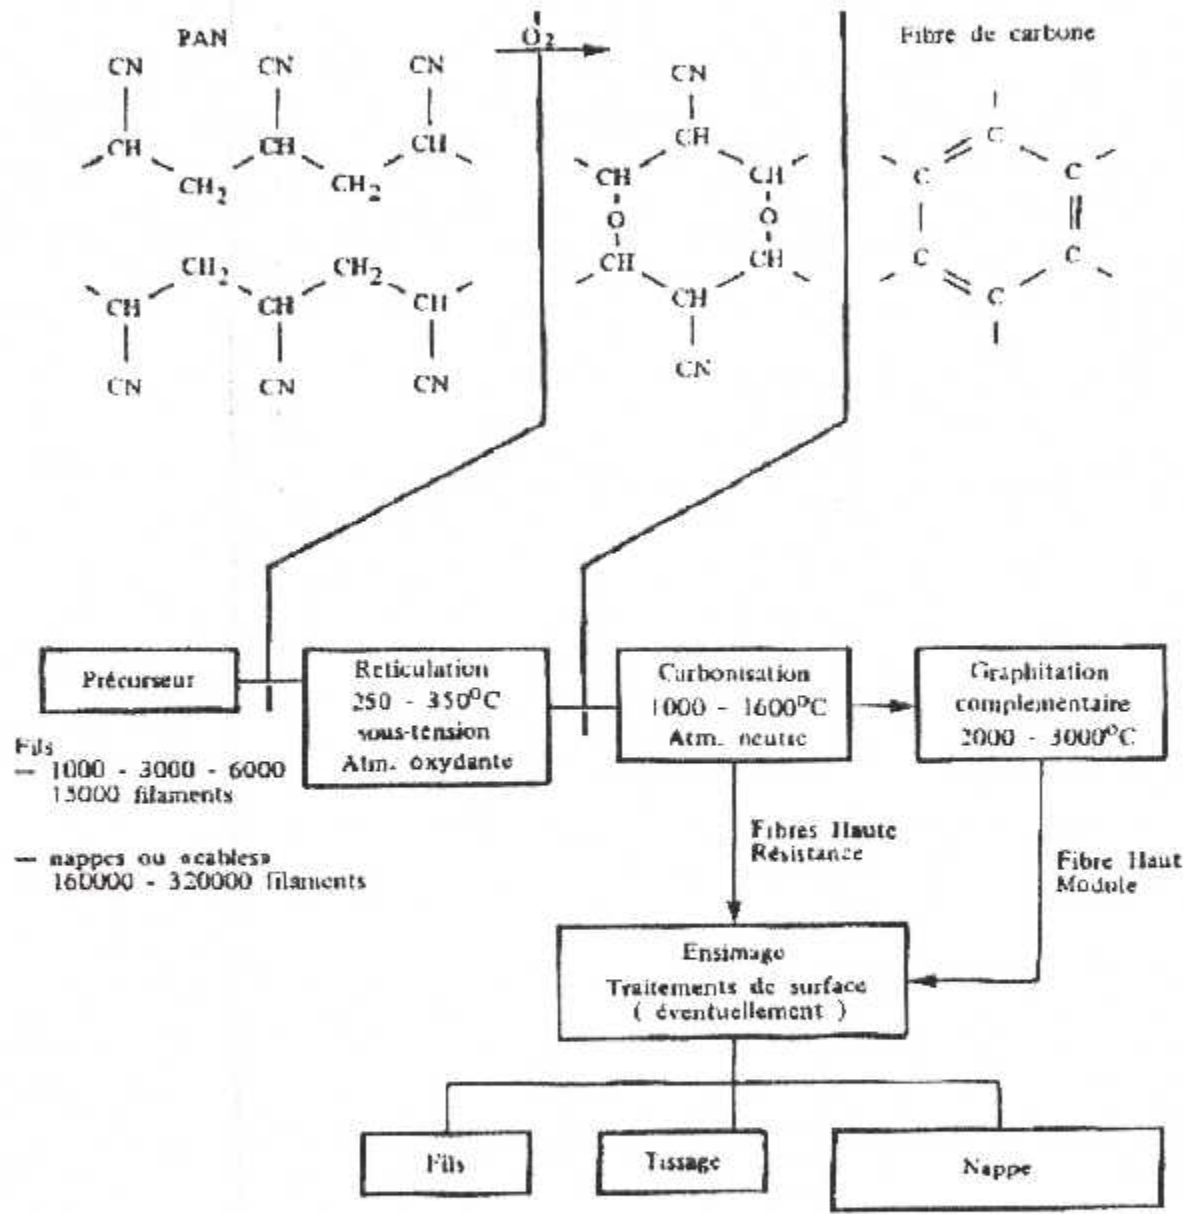 PAN
O2
Fibre de carbone
CN CN CN
CH CH CH
CH2 CH2
CH2 CH2
CH CH CH
CN CN CN
CN
CH
CH CH
O O
CH CH
CH
CN
C
C C
C C
C
Précurseur
Réticulation
250 - 350°C
sous-tension
Atm. oxydante
Carbonisation
1000 - 1600°C
Atm. neutre
Graphitation
complémentaire
2000 - 3000°C
Fils
— 1000 - 3000 - 6000
15000 filaments
— nappes ou «cables»
160000 - 320000 filaments
Fibres Haute
Résistance
Fibre Haut
Module
Ensimage
Traitements de surface
( éventuellement )
Fils
Tissage
Nappe